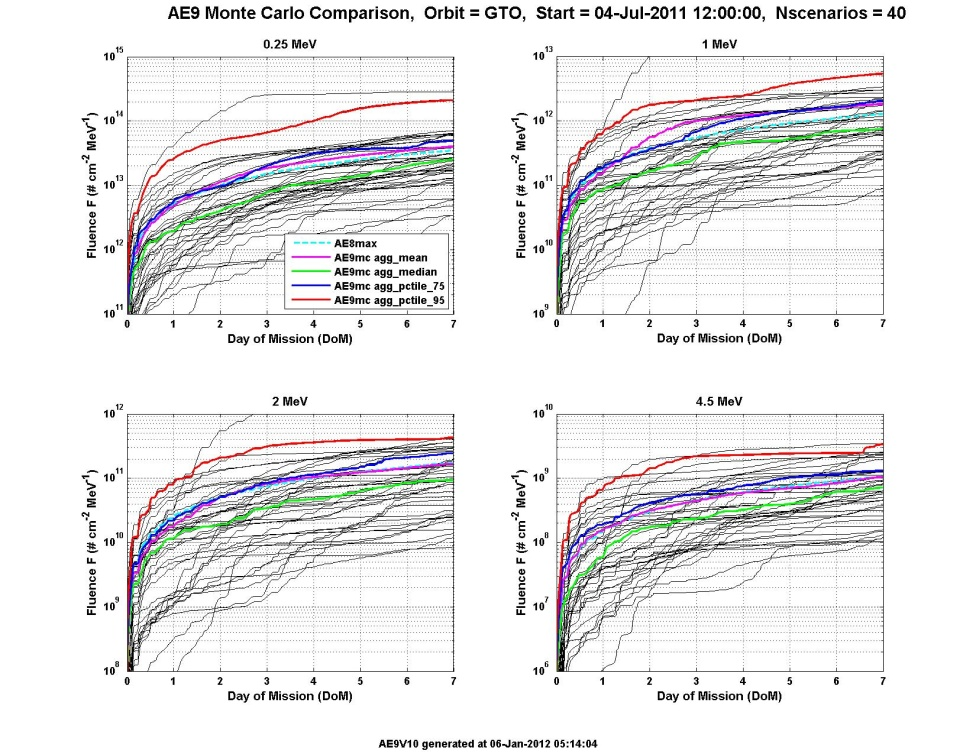 AE9 Monte Carlo Comparison, Orbit = GTO, Start = 04-Jul-2011 12:00:00, Nscenarios = 40
0.25 MeV
10^15
10^14
10^13
10^12
10^11
Fluence F (# cm^-2 MeV^-1)
AE8max
AE9mc agg_mean
AE9mc agg_median
AE9mc agg_pctile_75
AE9mc agg_pctile_95
0 1 2 3 4 5 6 7
Day of Mission (DoM)
1 MeV
10^13
10^12
10^11
10^10
10^9
Fluence F (# cm^-2 MeV^-1)
0 1 2 3 4 5 6 7
Day of Mission (DoM)
2 MeV
10^12
10^11
10^10
10^9
10^8
Fluence F (# cm^-2 MeV^-1)
0 1 2 3 4 5 6 7
Day of Mission (DoM)
4.5 MeV
10^10
10^9
10^8
10^7
10^6
Fluence F (# cm^-2 MeV^-1)
0 1 2 3 4 5 6 7
Day of Mission (DoM)
AE9V10 generated at 06-Jan-2012 05:14:04